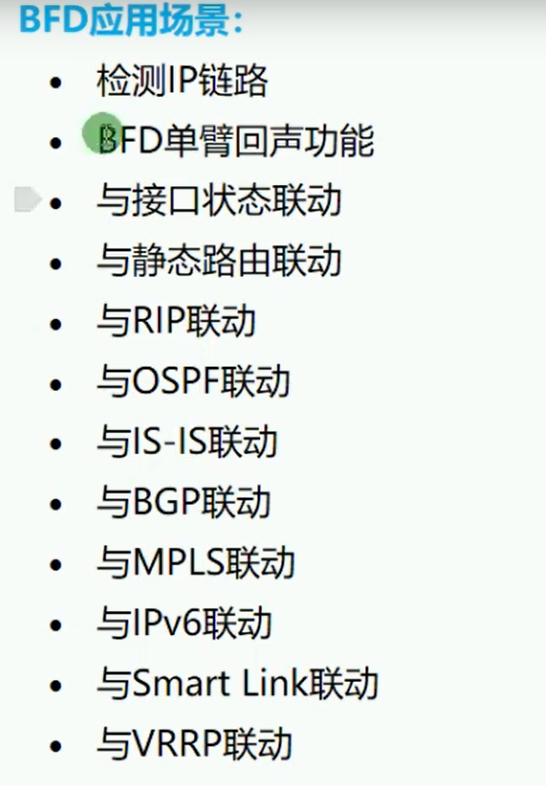 BFD应用场景：
• 检测IP链路
• BFD单臂回声功能
• 与接口状态联动
• 与静态路由联动
• 与RIP联动
• 与OSPF联动
• 与IS-IS联动
• 与BGP联动
• 与MPLS联动
• 与IPv6联动
• 与Smart Link联动
• 与VRRP联动